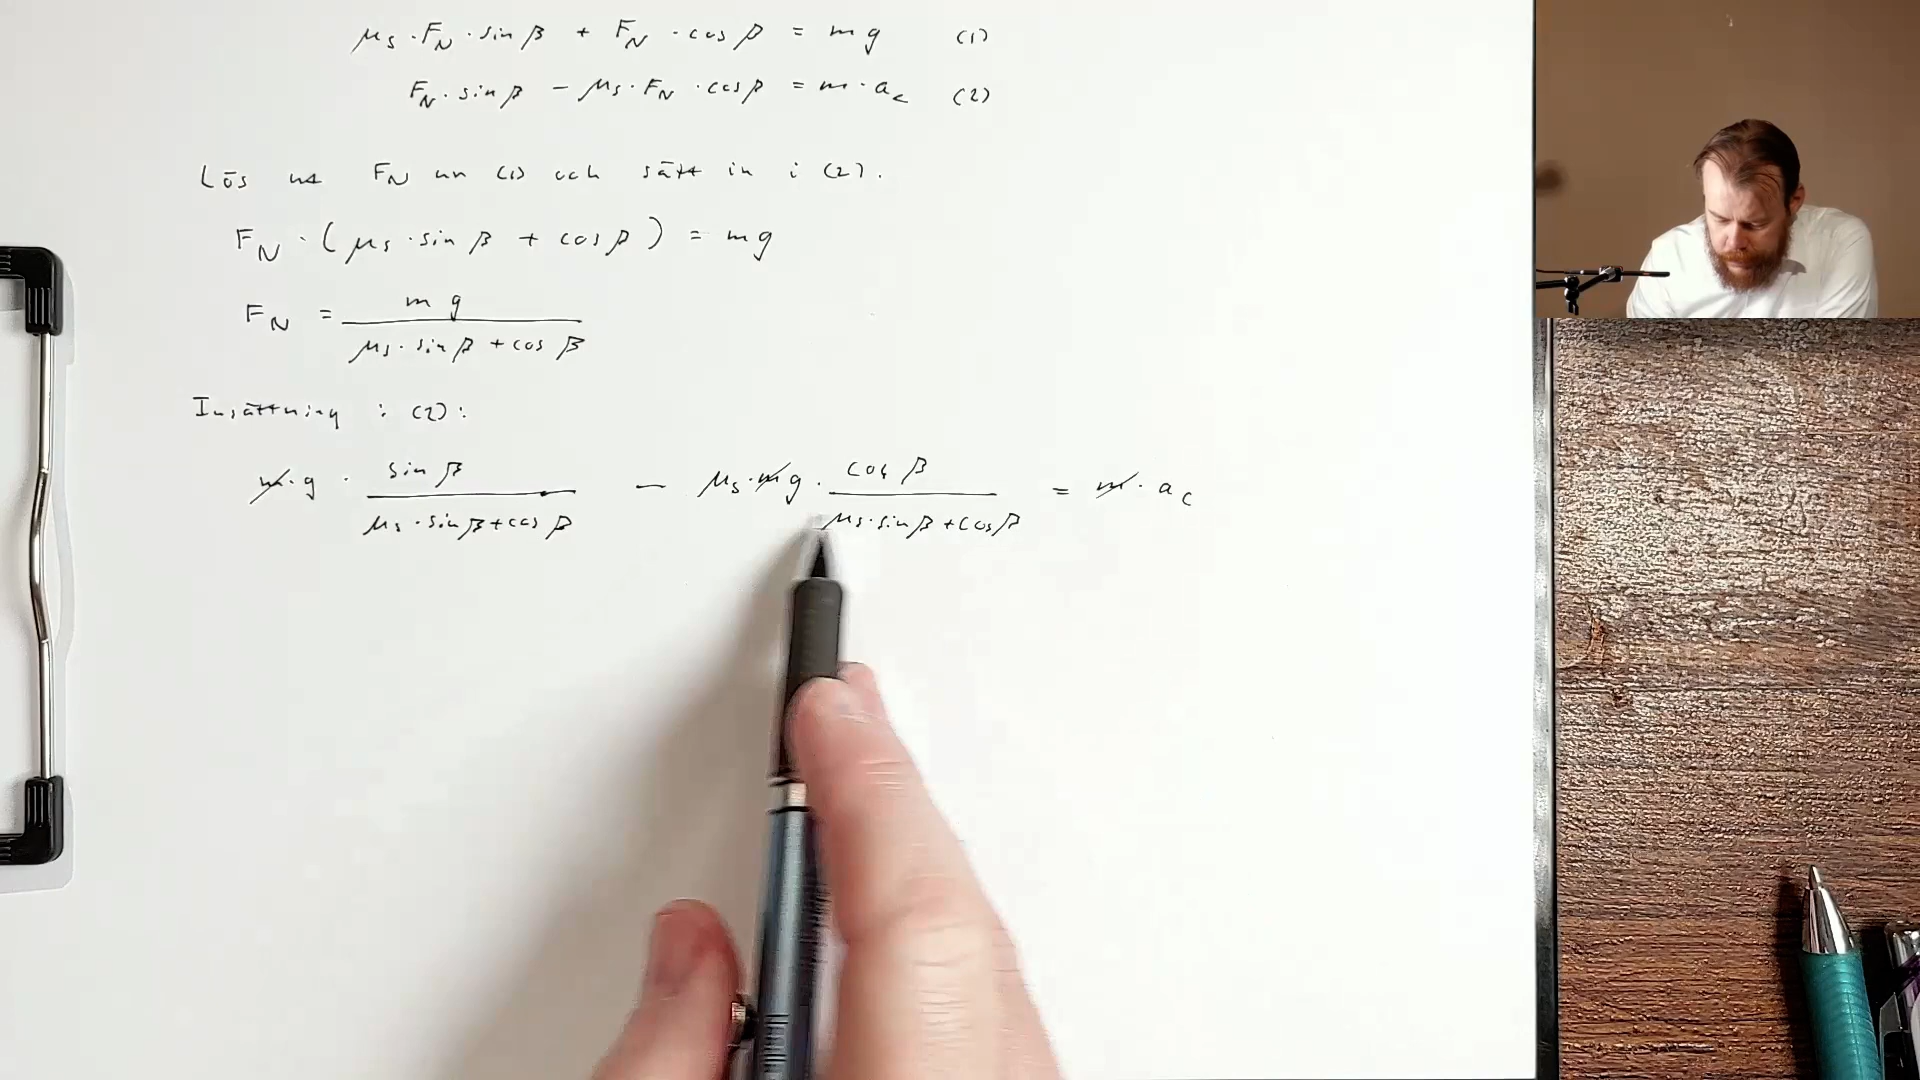 μs · FN · sin β + FN · cos β = mg (1)
FN · sin β − μs · FN · cos β = m · ac (2)
Lös ut FN ur (1) och sätt in i (2).
FN · (μs · sin β + cos β) = mg
FN = mg / (μs · sin β + cos β)
Insättning i (2):
m · g · sin β / (μs · sin β + cos β) − μs · mg · cos β / (μs · sin β + cos β) = m · ac